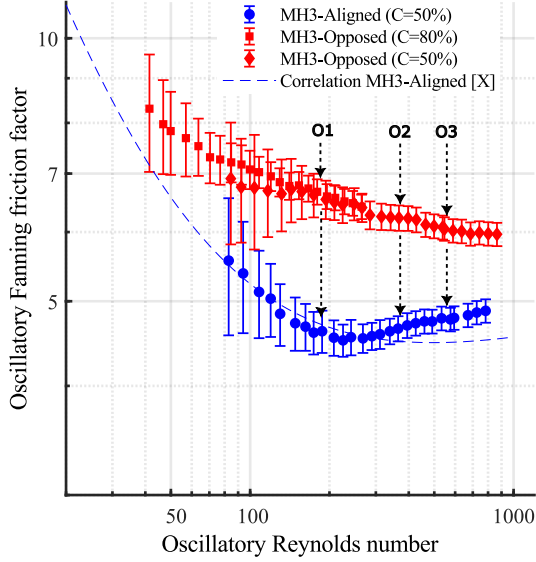 MH3-Aligned (C=50%)
MH3-Opposed (C=80%)
MH3-Opposed (C=50%)
Correlation MH3-Aligned [X]
O1
O2
O3
10
7
5
Oscillatory Fanning friction factor
50
100
500
1000
Oscillatory Reynolds number